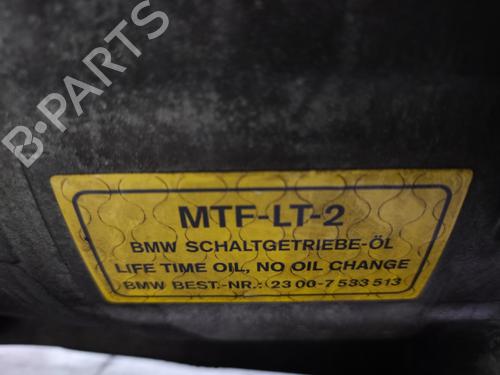 B-PARTS
MTF-LT-2
BMW SCHALTGETRIEBE-ÖL
LIFE TIME OIL, NO OIL CHANGE
BMW BEST.-NR.: 23 00-7 533 513